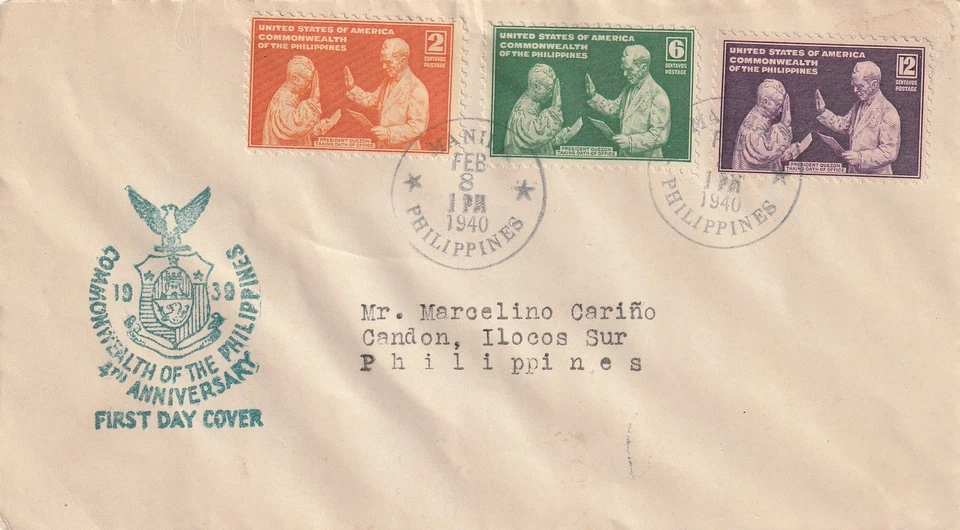 UNITED STATES OF AMERICA
COMMONWEALTH
OF THE PHILIPPINES
2
CENTAVOS
POSTAGE
PRESIDENT QUEZON
TAKING OATH OF OFFICE
UNITED STATES OF AMERICA
COMMONWEALTH
OF THE PHILIPPINES
6
CENTAVOS
POSTAGE
PRESIDENT QUEZON
TAKING OATH OF OFFICE
UNITED STATES OF AMERICA
COMMONWEALTH
OF THE PHILIPPINES
12
CENTAVOS
POSTAGE
PRESIDENT QUEZON
TAKING OATH OF OFFICE
MANILA
FEB
8
1 PM
1940
PHILIPPINES
1 PM
1940
PHILIPPINES
19 39
COMMONWEALTH OF THE PHILIPPINES
4TH ANNIVERSARY
FIRST DAY COVER
Mr. Marcelino Cariño
Candon, Ilocos Sur
Philippines